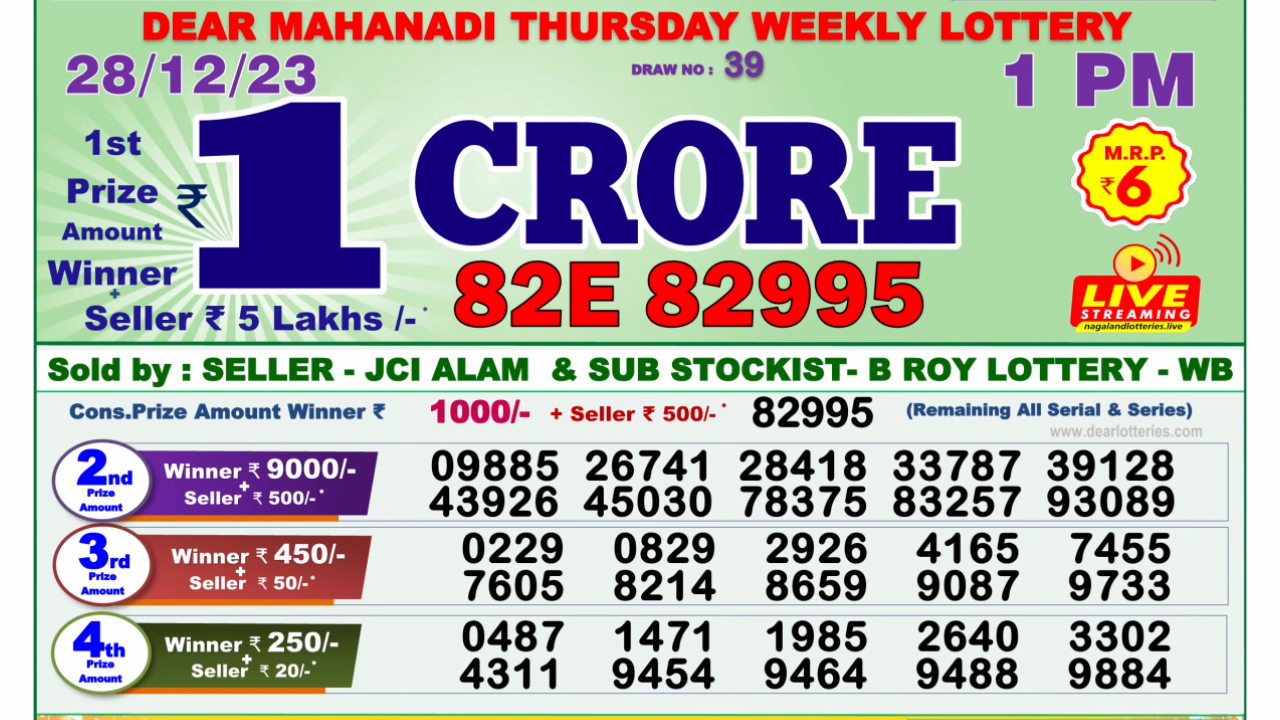 DEAR MAHANADI THURSDAY WEEKLY LOTTERY
28/12/23
DRAW NO : 39
1 PM
1st
Prize
Amount
Winner
+
Seller ₹ 5 Lakhs /-*
₹ 1 CRORE
82E 82995
M.R.P.
₹6
LIVE
STREAMING
nagalandlotteries.live
Sold by : SELLER - JCI ALAM & SUB STOCKIST- B ROY LOTTERY - WB
Cons.Prize Amount Winner ₹ 1000/- + Seller ₹ 500/-* 82995 (Remaining All Serial & Series)
www.dearlotteries.com
2nd
Prize
Amount
Winner ₹ 9000/-
+
Seller ₹ 500/-*
09885 26741 28418 33787 39128
43926 45030 78375 83257 93089
3rd
Prize
Amount
Winner ₹ 450/-
+
Seller ₹ 50/-*
0229 0829 2926 4165 7455
7605 8214 8659 9087 9733
4th
Prize
Amount
Winner ₹ 250/-
+
Seller ₹ 20/-*
0487 1471 1985 2640 3302
4311 9454 9464 9488 9884